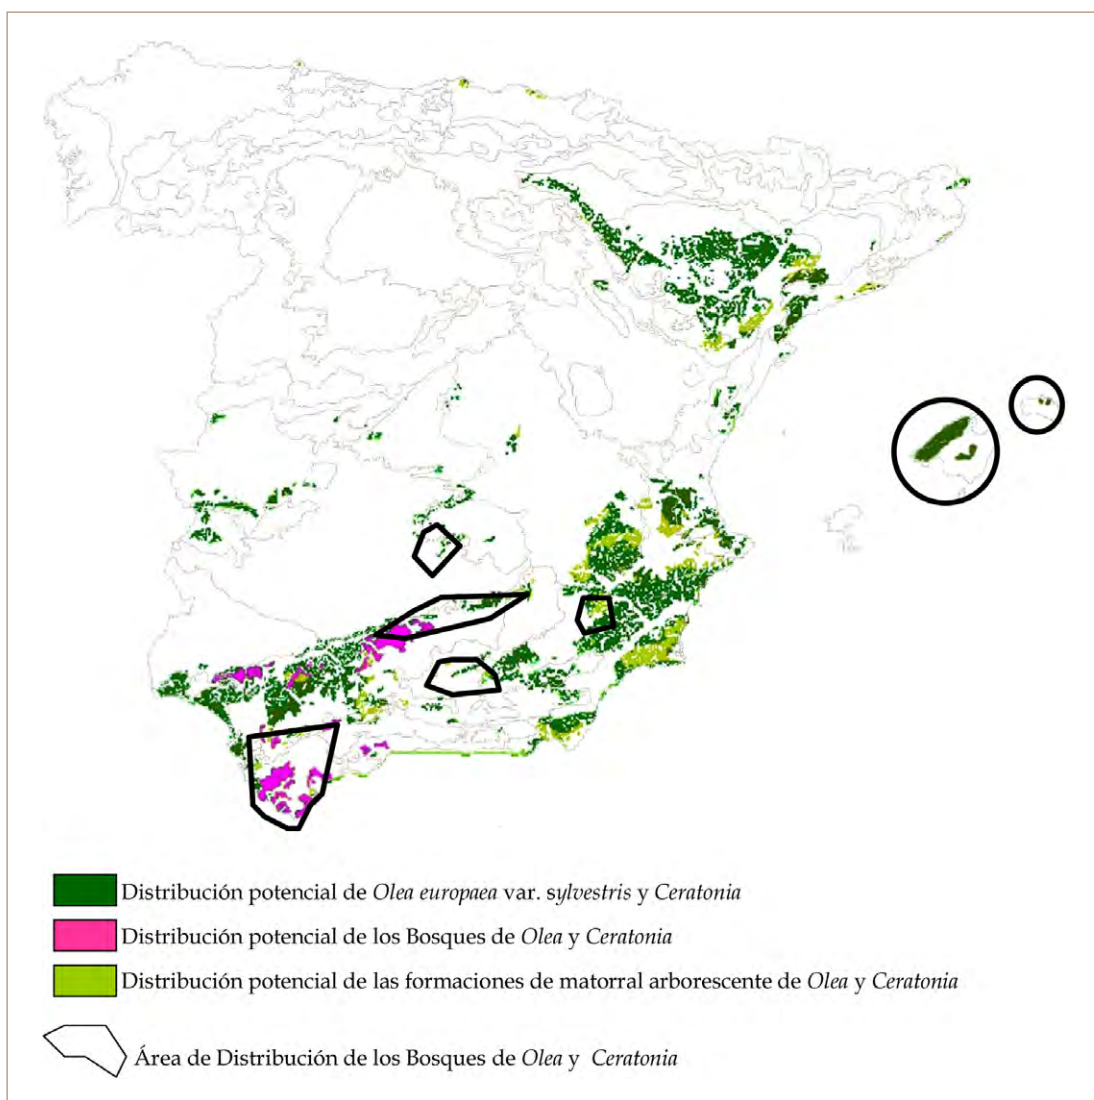 Distribución potencial de Olea europaea var. sylvestris y Ceratonia
Distribución potencial de los Bosques de Olea y Ceratonia
Distribución potencial de las formaciones de matorral arborescente de Olea y Ceratonia
Área de Distribución de los Bosques de Olea y Ceratonia